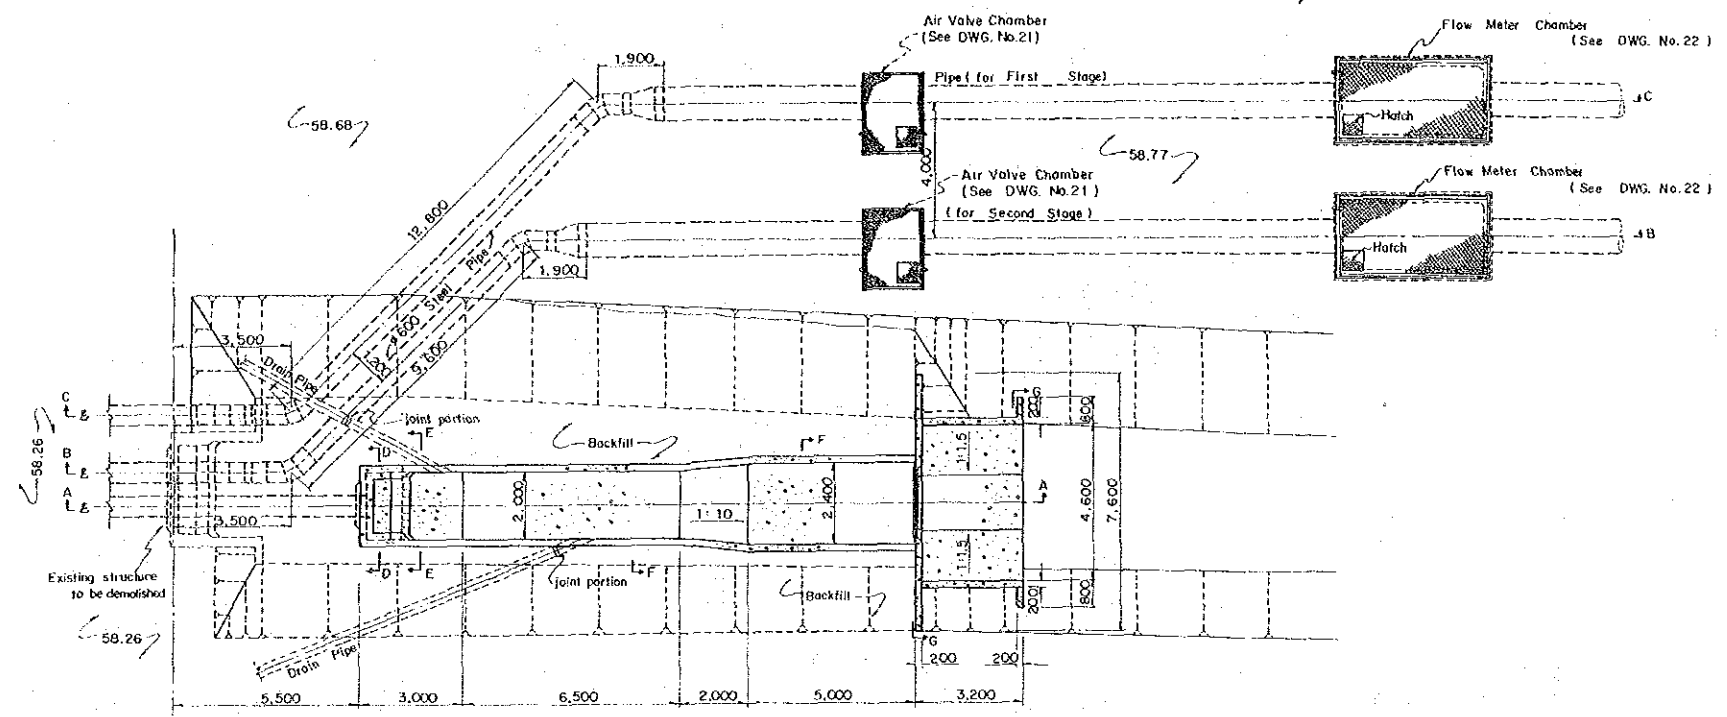 Air Valve Chamber
(See DWG. No.21)
Flow Meter Chamber
(See DWG. No.22)
1,900
Pipe (for First Stage)
C
Hatch
58.68
58.77
4,000
Air Valve Chamber
(See DWG. No.21)
Flow Meter Chamber
(See DWG. No.22)
12,800
(for Second Stage)
B
Hatch
1,900
Pipe
Steel
600
1,200
5,600
3,500
Drain Pipe
joint portion
C
B
A
58.26
E
D
Backfill
F
G
200
800
1:1.5
A
2,000
1:10
2,400
4,600
7,600
3,500
1:1.5
Existing structure
to be demolished
D
E
joint portion
F
Backfill
200
800
58.26
Drain Pipe
G
200
200
5,500
3,000
6,500
2,000
5,000
3,200